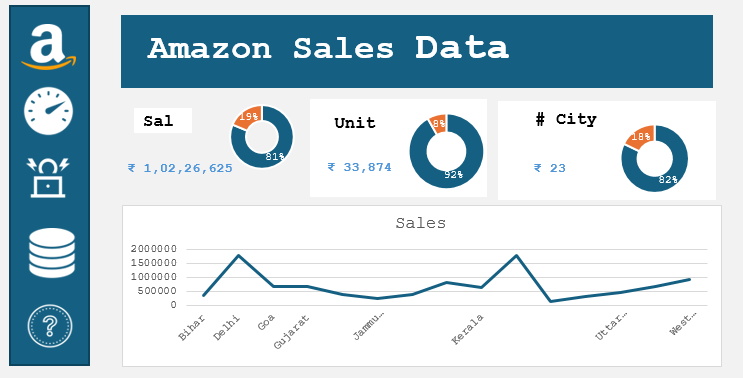 a
Amazon Sales Data
Sal
19%
81%
₹ 1,02,26,625
Unit
8%
92%
₹ 33,874
# City
18%
82%
₹ 23
Sales
2000000
1500000
1000000
500000
0
Bihar
Delhi
Goa
Gujarat
Jammu…
Kerala
Uttar…
West…
?